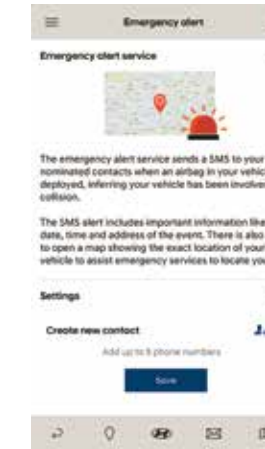 Emergency alert
Emergency alert service
The emergency alert service sends a SMS to your
nominated contacts when an airbag in your vehic
deployed, inferring your vehicle has been involve
collision.
The SMS alert includes important information like
date, time and address of the event. There is also
to open a map showing the exact location of your
vehicle to assist emergency services to locate you
Settings
Create new contact
Add up to 5 phone numbers
Save